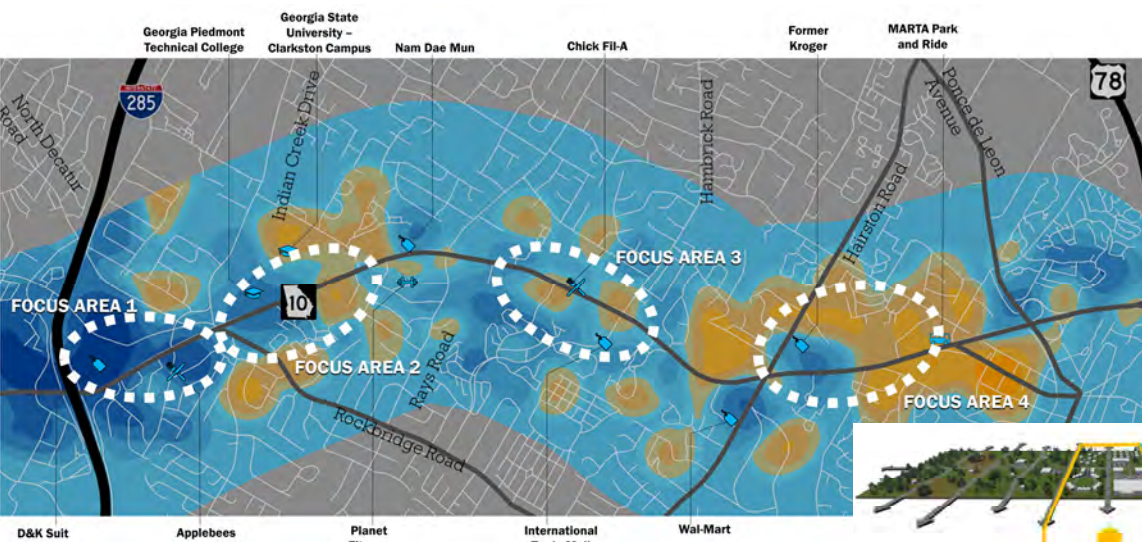 Georgia State
University –
Clarkston Campus
Georgia Piedmont
Technical College
Nam Dae Mun
Chick Fil-A
Former
Kroger
MARTA Park
and Ride
INTERSTATE
285
78
North Decatur
Road
Indian Creek Drive
Hambrick Road
Hairston Road
Ponce de Leon
Avenue
FOCUS AREA 3
10
FOCUS AREA 1
FOCUS AREA 2
Rays Road
Rockbridge Road
FOCUS AREA 4
D&K Suit
Applebees
Planet
International
Wal-Mart